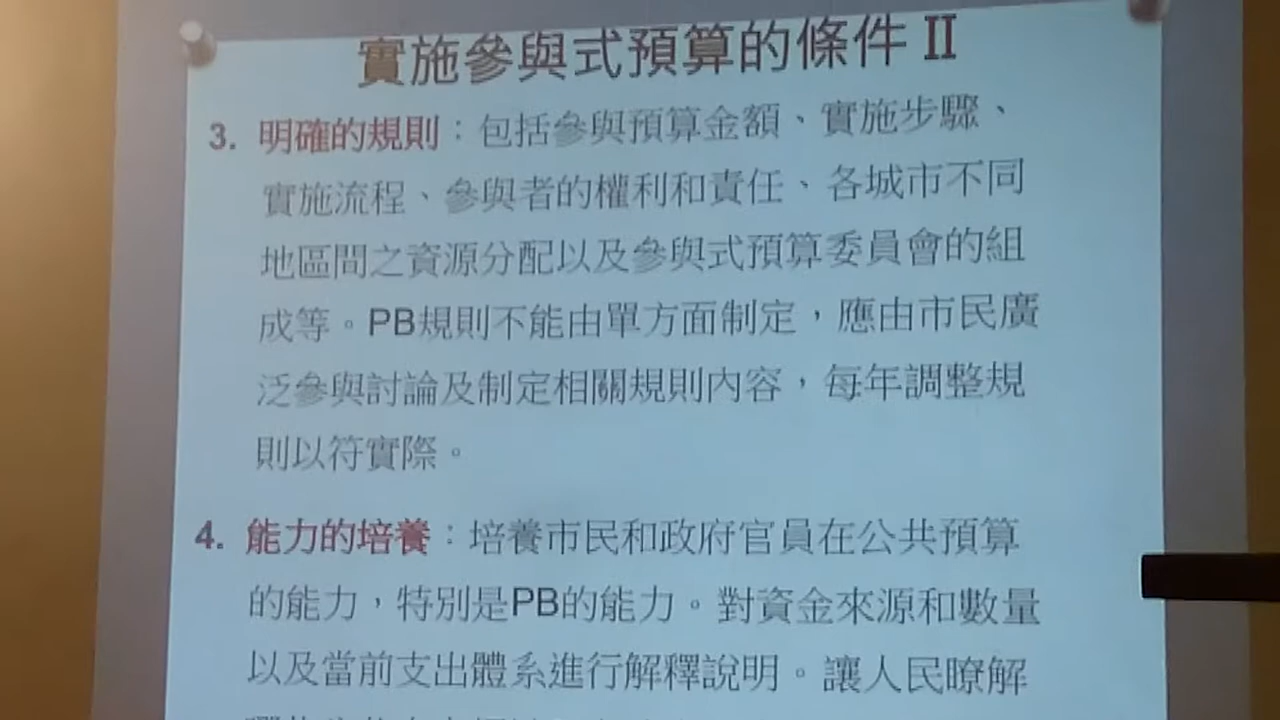 實施參與式預算的條件 II
3. 明確的規則：包括參與預算金額、實施步驟、
實施流程、參與者的權利和責任、各城市不同
地區間之資源分配以及參與式預算委員會的組
成等。PB規則不能由單方面制定，應由市民廣
泛參與討論及制定相關規則內容，每年調整規
則以符實際。
4. 能力的培養：培養市民和政府官員在公共預算
的能力，特別是PB的能力。對資金來源和數量
以及當前支出體系進行解釋說明。讓人民瞭解